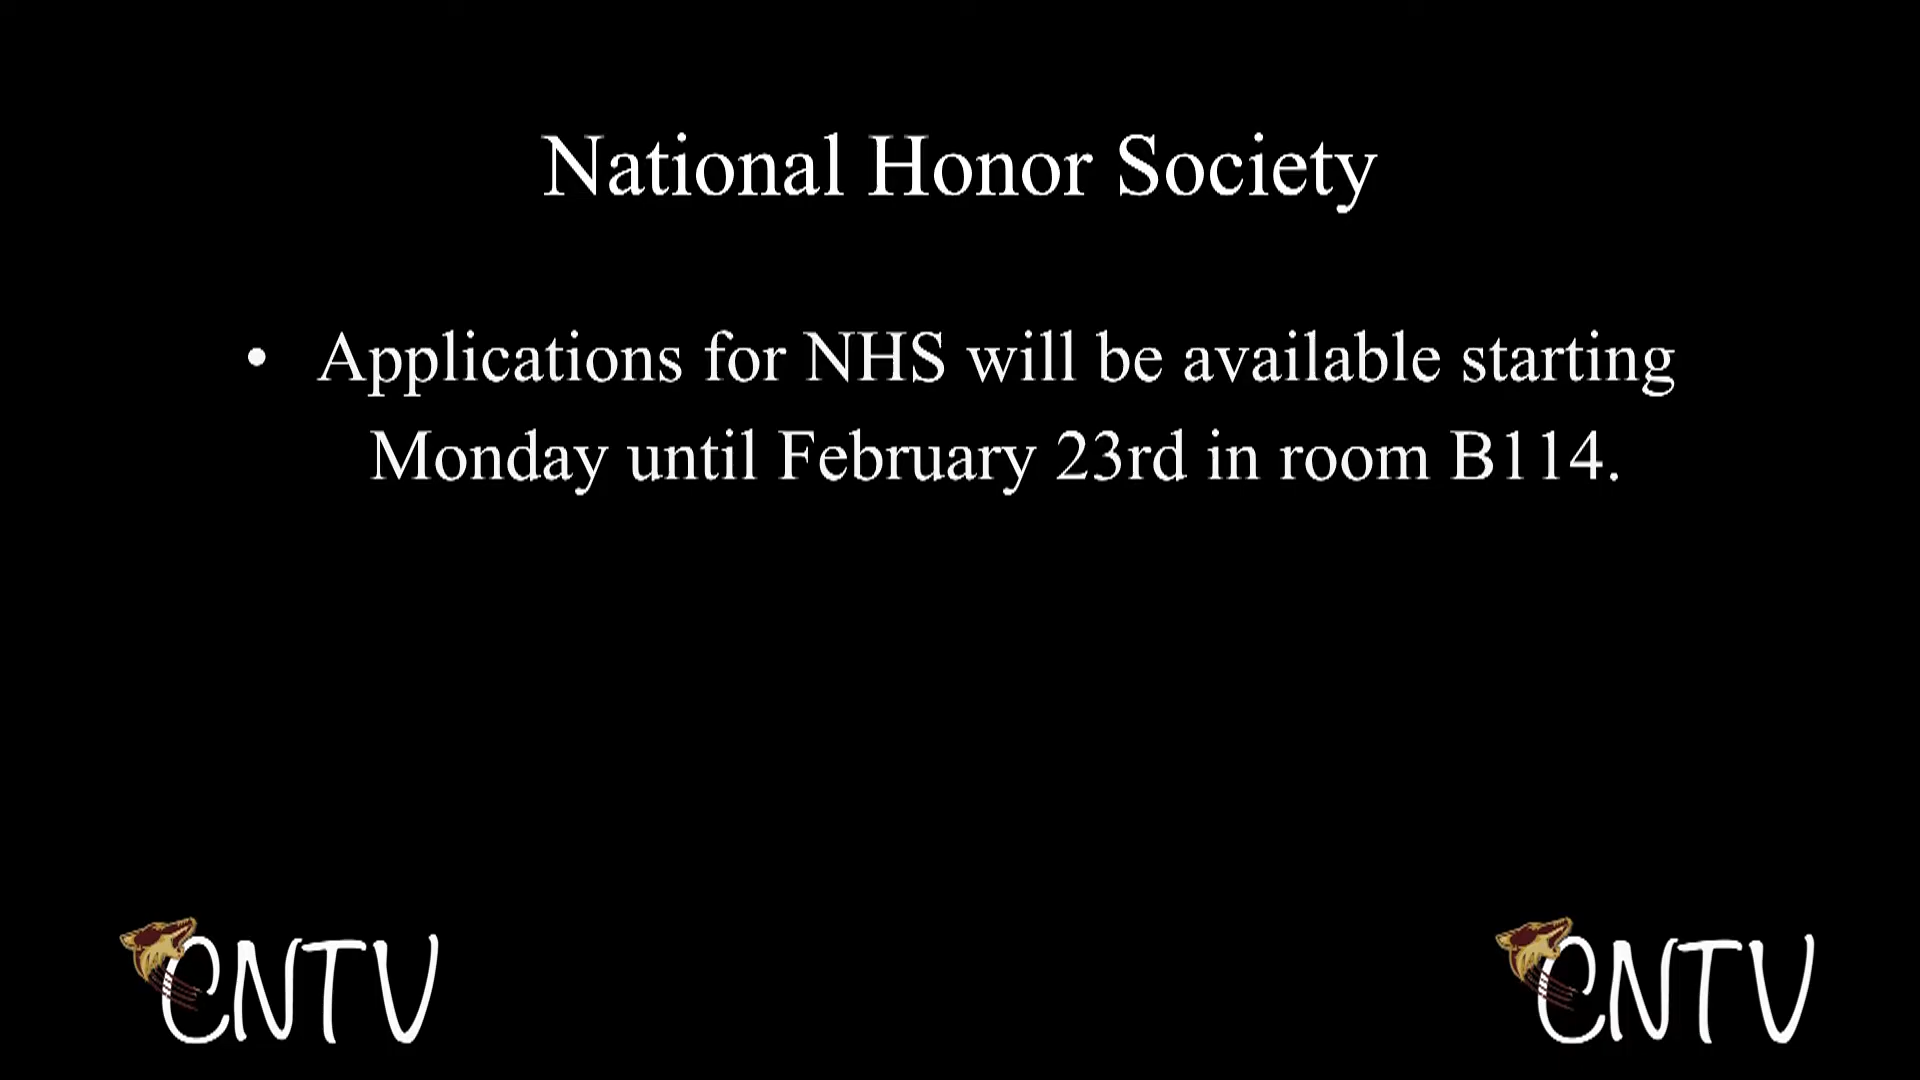 National Honor Society
• Applications for NHS will be available starting
Monday until February 23rd in room B114.
CNTV
CNTV